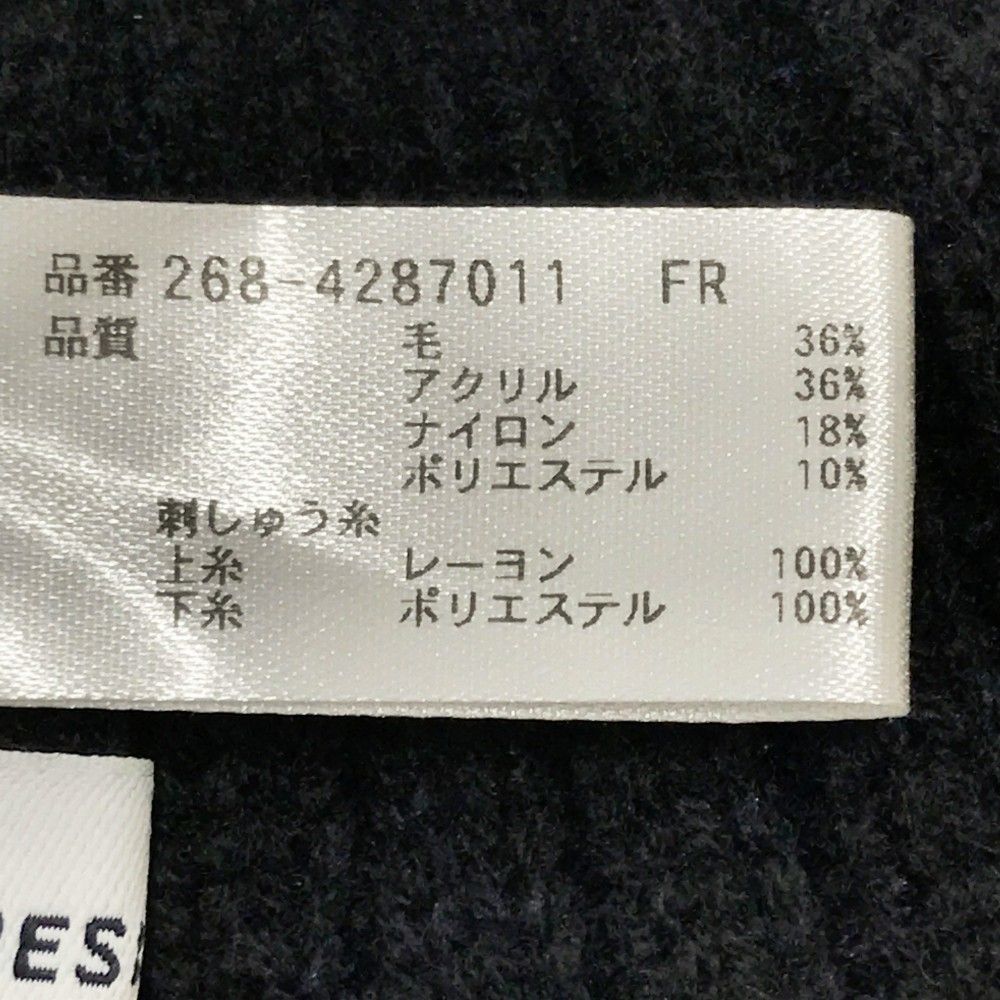 品番 268-4287011 FR
品質 毛 36%
アクリル 36%
ナイロン 18%
ポリエステル 10%
刺しゅう糸
上糸 レーヨン 100%
下糸 ポリエステル 100%